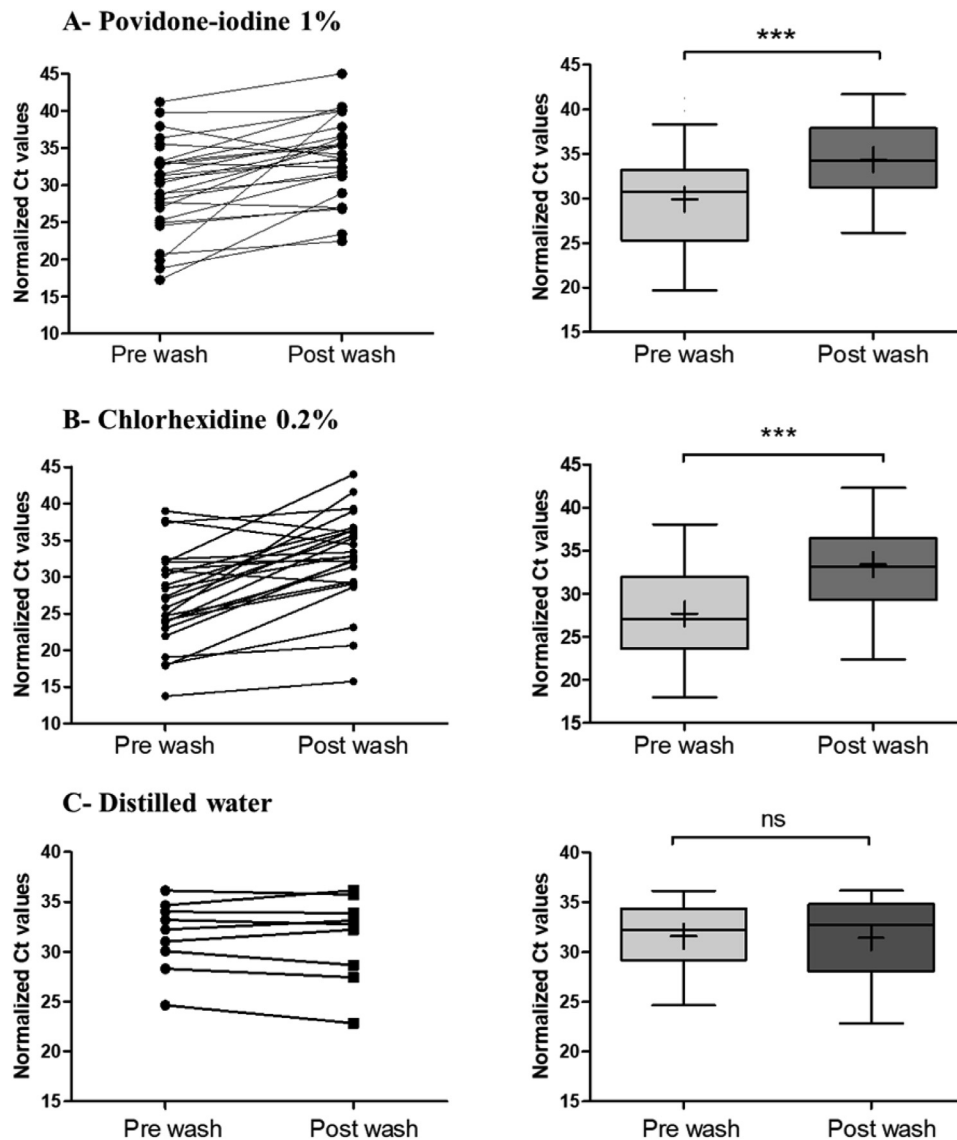 A- Povidone-iodine 1%
Normalized Ct values
45
40
35
30
25
20
15
10
Pre wash
Post wash
***
Normalized Ct values
45
40
35
30
25
20
15
Pre wash
Post wash
B- Chlorhexidine 0.2%
Normalized Ct values
45
40
35
30
25
20
15
10
Pre wash
Post wash
***
Normalized Ct values
45
40
35
30
25
20
15
Pre wash
Post wash
C- Distilled water
Normalized Ct values
40
35
30
25
20
15
Pre wash
Post wash
ns
Normalized Ct values
40
35
30
25
20
15
Pre wash
Post wash